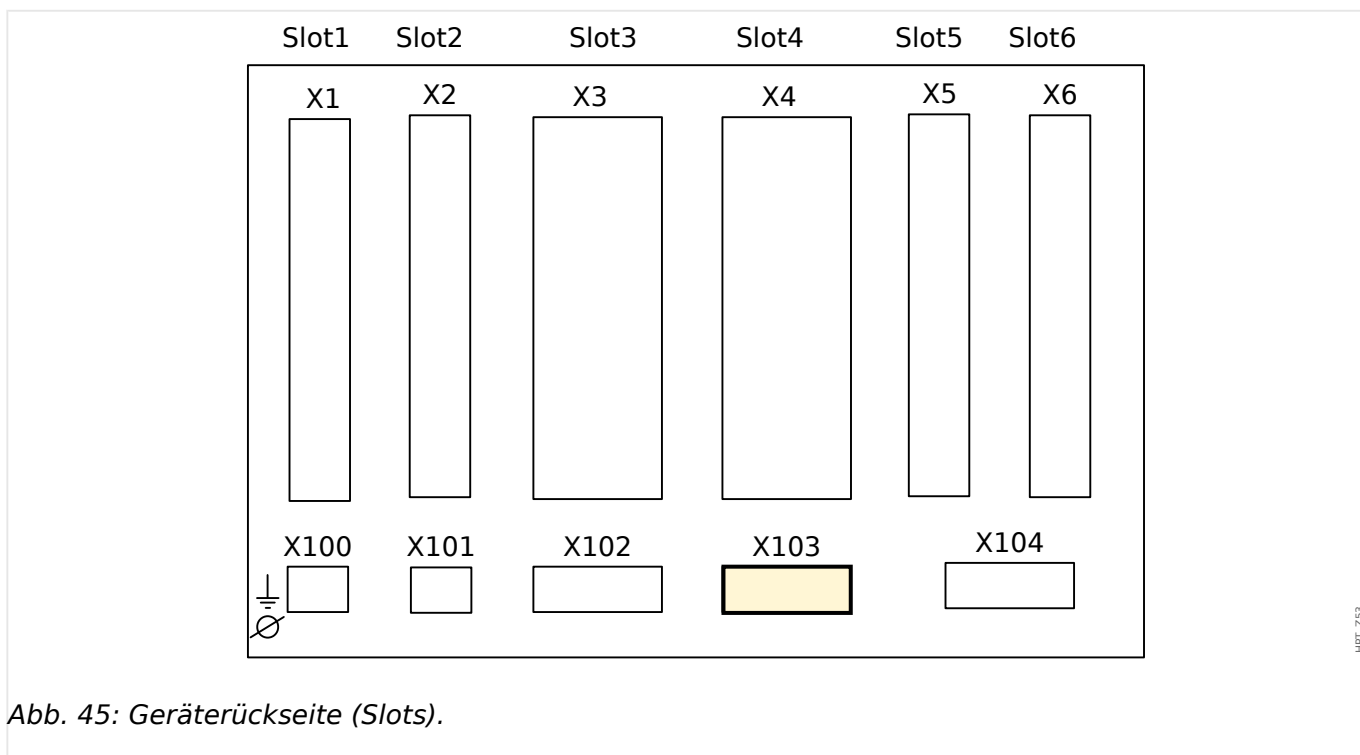 Slot1 Slot2 Slot3 Slot4 Slot5 Slot6
X1 X2 X3 X4 X5 X6
X100 X101 X102 X103 X104
Abb. 45: Geräterückseite (Slots).